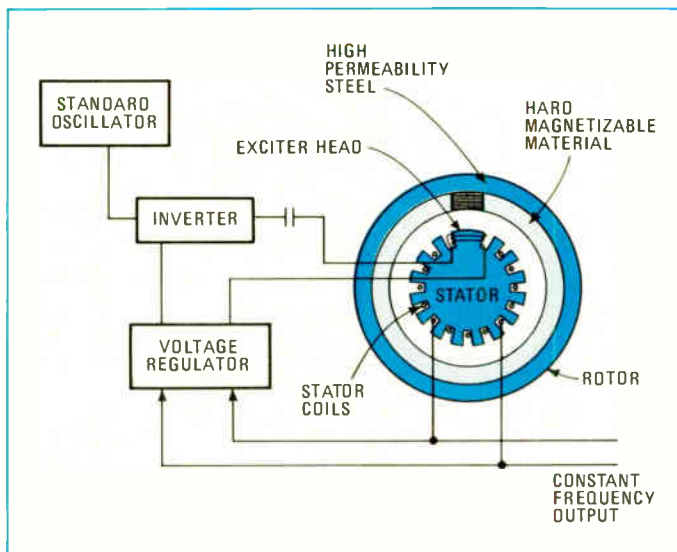 HIGH
PERMEABILITY
STEEL
STANDARD
OSCILLATOR
HARD
MAGNETIZABLE
MATERIAL
EXCITER HEAD
INVERTER
STATOR
VOLTAGE
REGULATOR
STATOR
COILS
ROTOR
CONSTANT
FREQUENCY
OUTPUT